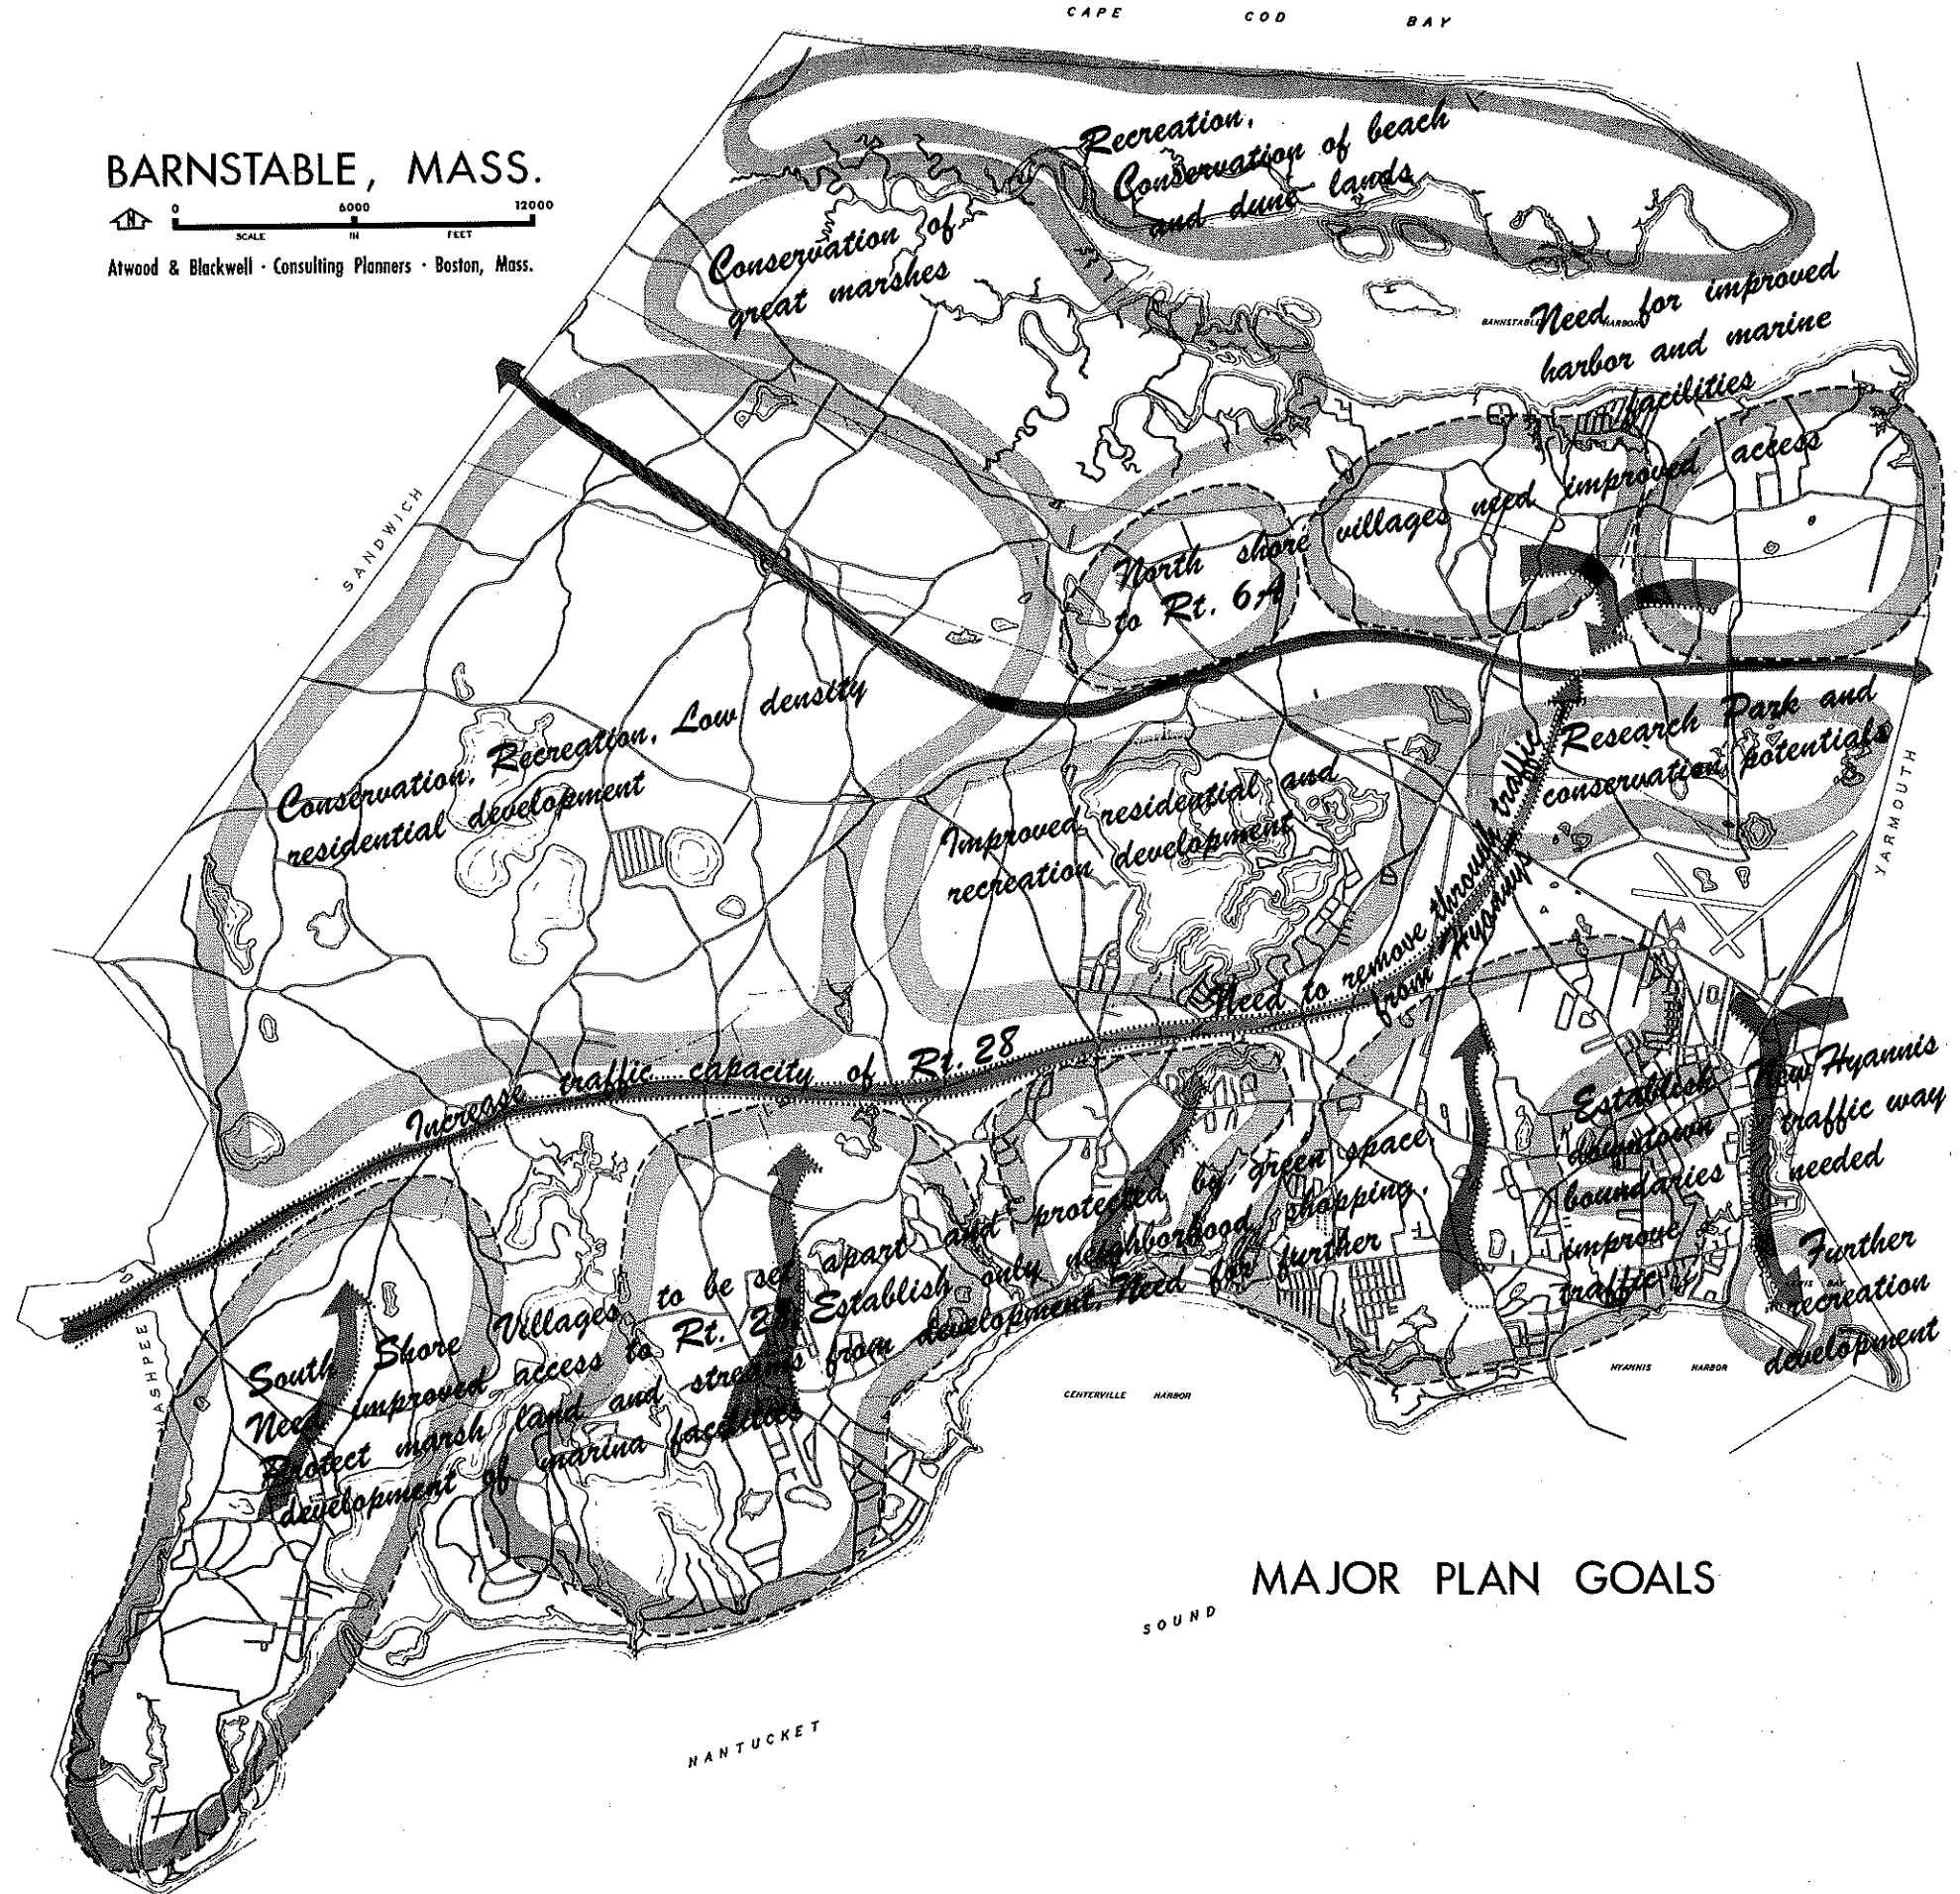 CAPE COD BAY
BARNSTABLE, MASS.
N
0 6000 12000
SCALE IN FEET
Atwood & Blackwell · Consulting Planners · Boston, Mass.
Recreation,
Conservation of beach
and dune lands
Conservation of
great marshes
BARNSTABLE HARBOR
Need for improved
harbor and marine
facilities
SANDWICH
North shore villages need improved access
to Rt. 6A
Conservation, Recreation, Low density
residential development
Improved residential and
recreation development
Research Park and
conservation potentials
YARMOUTH
Need to remove through traffic
from Hyannis
Increase traffic capacity of Rt. 28
Establish
downtown
boundaries
improve
traffic
New Hyannis
traffic way
needed
Further
recreation
development
South Shore Villages to be set apart and protected by green space.
Need improved access to Rt. 28. Establish only neighborhood shopping.
Protect marsh land and streams from development. Need for further
development of marina facilities
MASHPEE
CENTERVILLE HARBOR
HYANNIS HARBOR
MAJOR PLAN GOALS
NANTUCKET SOUND